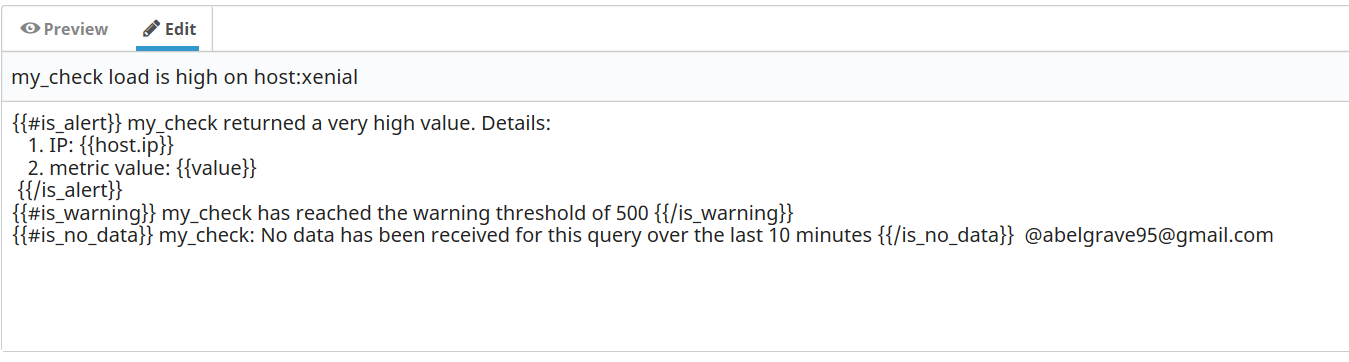 Preview Edit
my_check load is high on host:xenial
{{#is_alert}} my_check returned a very high value. Details:
1. IP: {{host.ip}}
2. metric value: {{value}}
{{/is_alert}}
{{#is_warning}} my_check has reached the warning threshold of 500 {{/is_warning}}
{{#is_no_data}} my_check: No data has been received for this query over the last 10 minutes {{/is_no_data}}  @abelgrave95@gmail.com